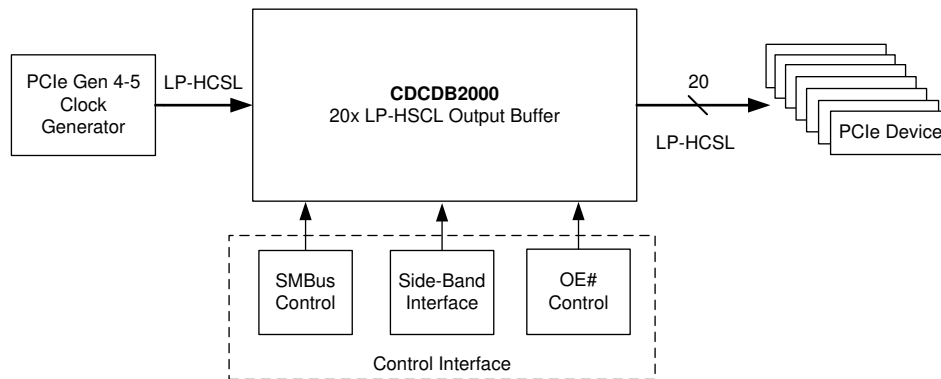 PCIe Gen 4-5
Clock
Generator
LP-HCSL
CDCDB2000
20x LP-HSCL Output Buffer
20
LP-HCSL
PCIe Device
SMBus
Control
Side-Band
Interface
OE#
Control
Control Interface